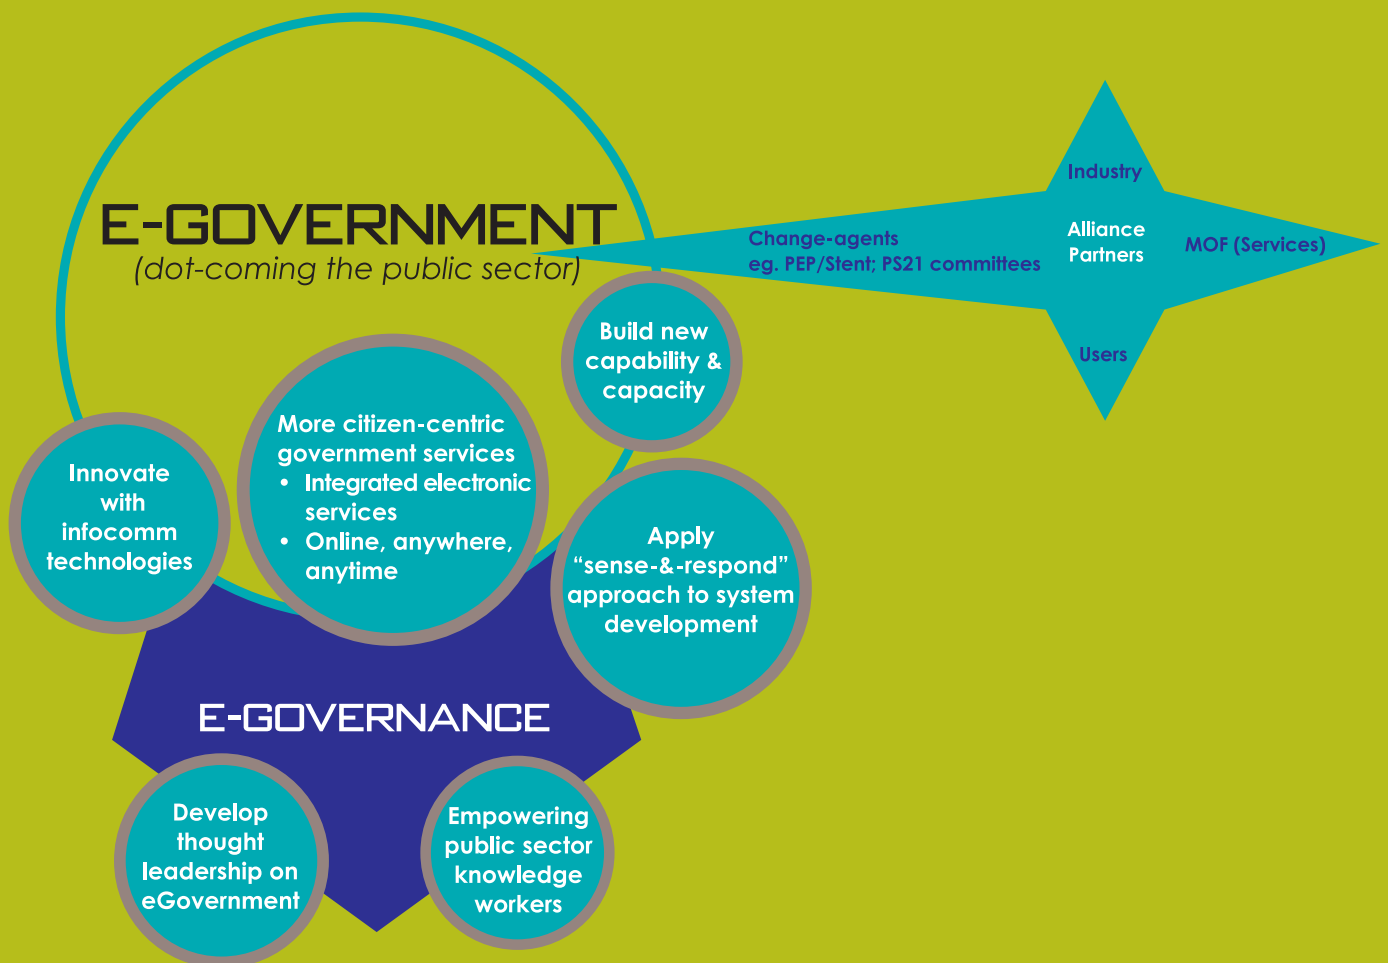 E-GOVERNMENT
(dot-coming the public sector)
Industry
Alliance
Partners
Change-agents
eg. PEP/Stent; PS21 committees
MOF (Services)
Users
Build new
capability &
capacity
More citizen-centric
government services
• Integrated electronic
services
• Online, anywhere,
anytime
Innovate
with
infocomm
technologies
Apply
“sense-&-respond”
approach to system
development
E-GOVERNANCE
Develop
thought
leadership on
eGovernment
Empowering
public sector
knowledge
workers